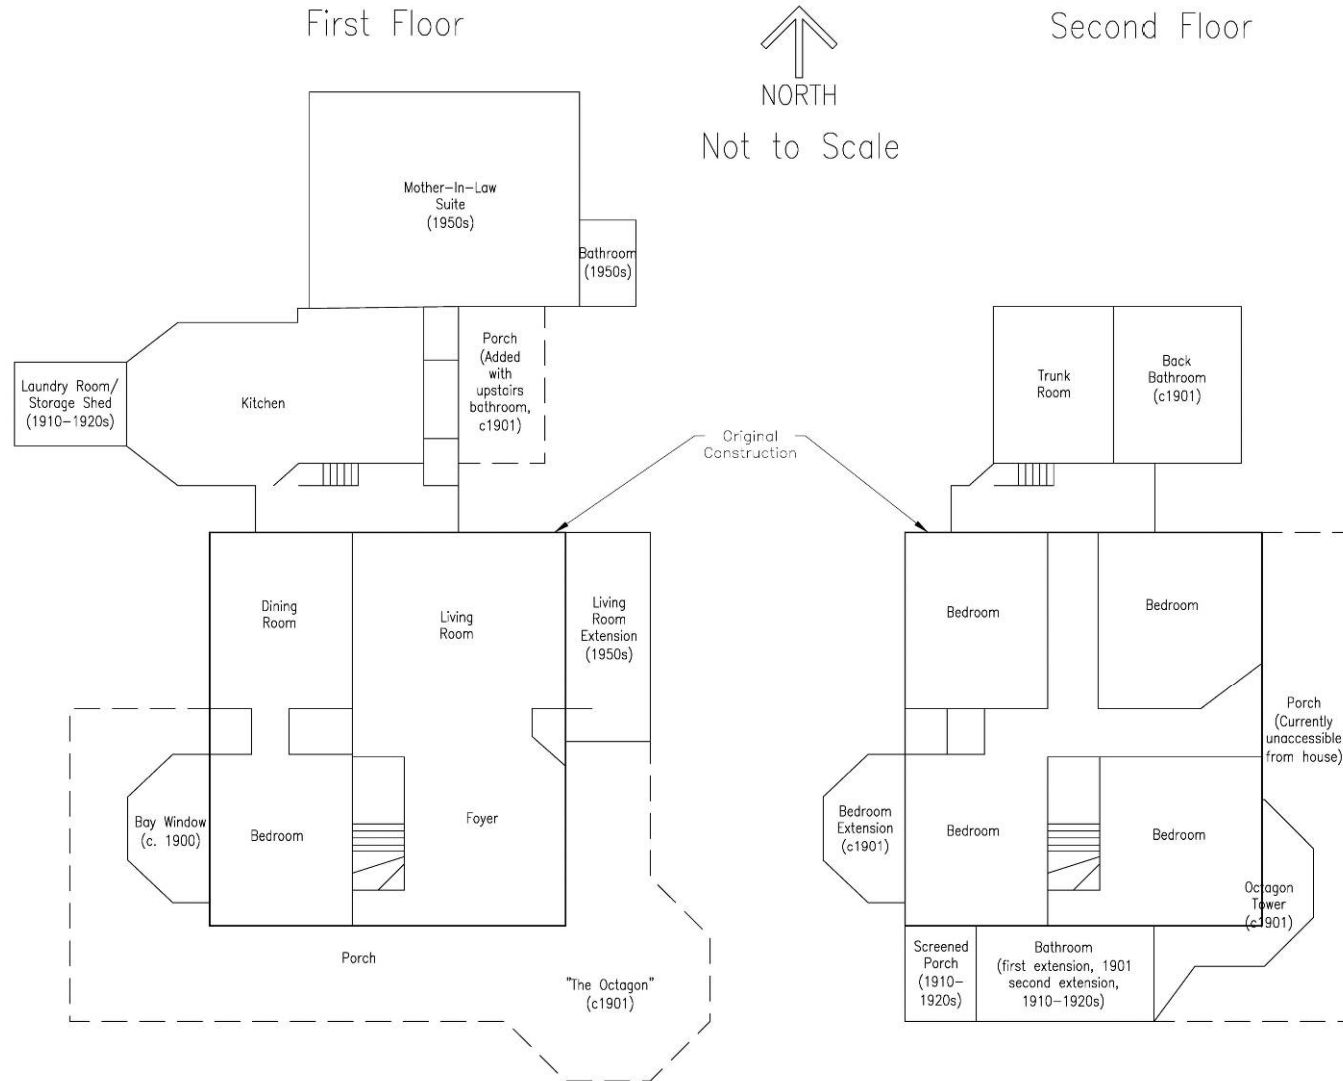 First Floor
NORTH
Not to Scale
Second Floor
Mother-In-Law
Suite
(1950s)
Bathroom
(1950s)
Porch
(Added
with
upstairs
bathroom,
c1901)
Laundry Room/
Storage Shed
(1910-1920s)
Kitchen
Original
Construction
Dining
Room
Living
Room
Living
Room
Extension
(1950s)
Bay Window
(c. 1900)
Bedroom
Foyer
Porch
"The Octagon"
(c1901)
Trunk
Room
Back
Bathroom
(c1901)
Bedroom
Bedroom
Porch
(Currently
unaccessible
from house)
Bedroom
Extension
(c1901)
Bedroom
Bedroom
Octagon
Tower
(c1901)
Screened
Porch
(1910-
1920s)
Bathroom
(first extension, 1901
second extension,
1910-1920s)